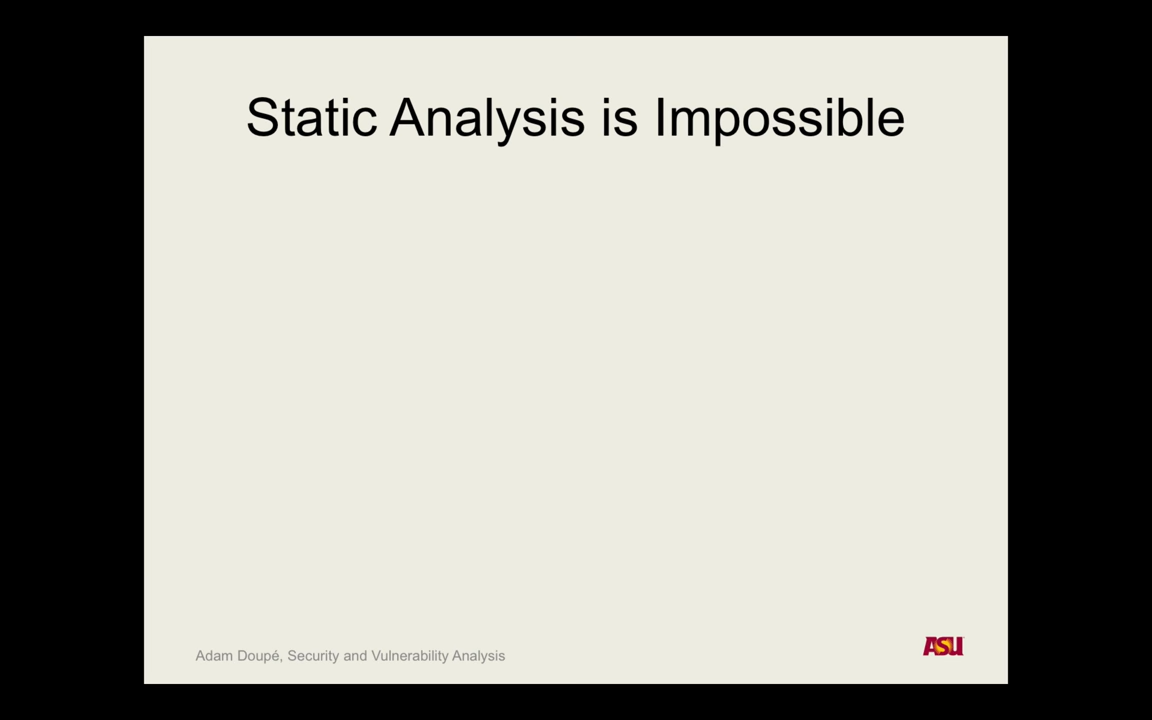 Static Analysis is Impossible
Adam Doupé, Security and Vulnerability Analysis
ASU